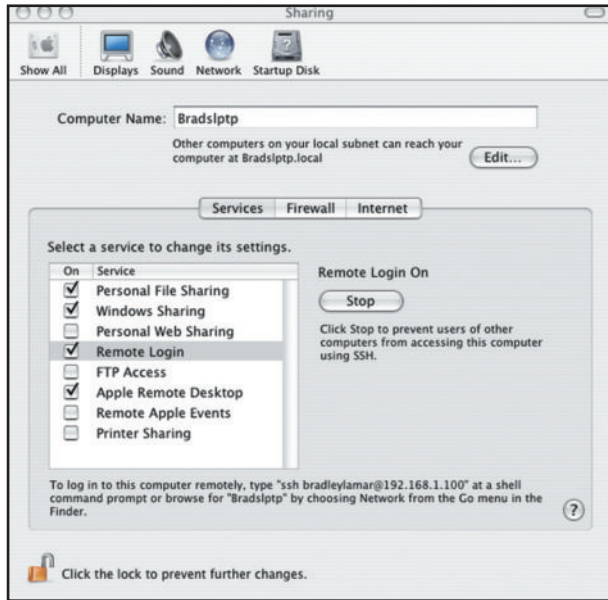 Sharing
Show All Displays Sound Network Startup Disk
Computer Name: Bradslptp
Other computers on your local subnet can reach your
computer at Bradslptp.local
Edit...
Services Firewall Internet
Select a service to change its settings.
On Service
Personal File Sharing
Windows Sharing
Personal Web Sharing
Remote Login
FTP Access
Apple Remote Desktop
Remote Apple Events
Printer Sharing
Remote Login On
Stop
Click Stop to prevent users of other
computers from accessing this computer
using SSH.
To log in to this computer remotely, type "ssh bradleylamar@192.168.1.100" at a shell
command prompt or browse for "Bradslptp" by choosing Network from the Go menu in the
Finder.
?
Click the lock to prevent further changes.